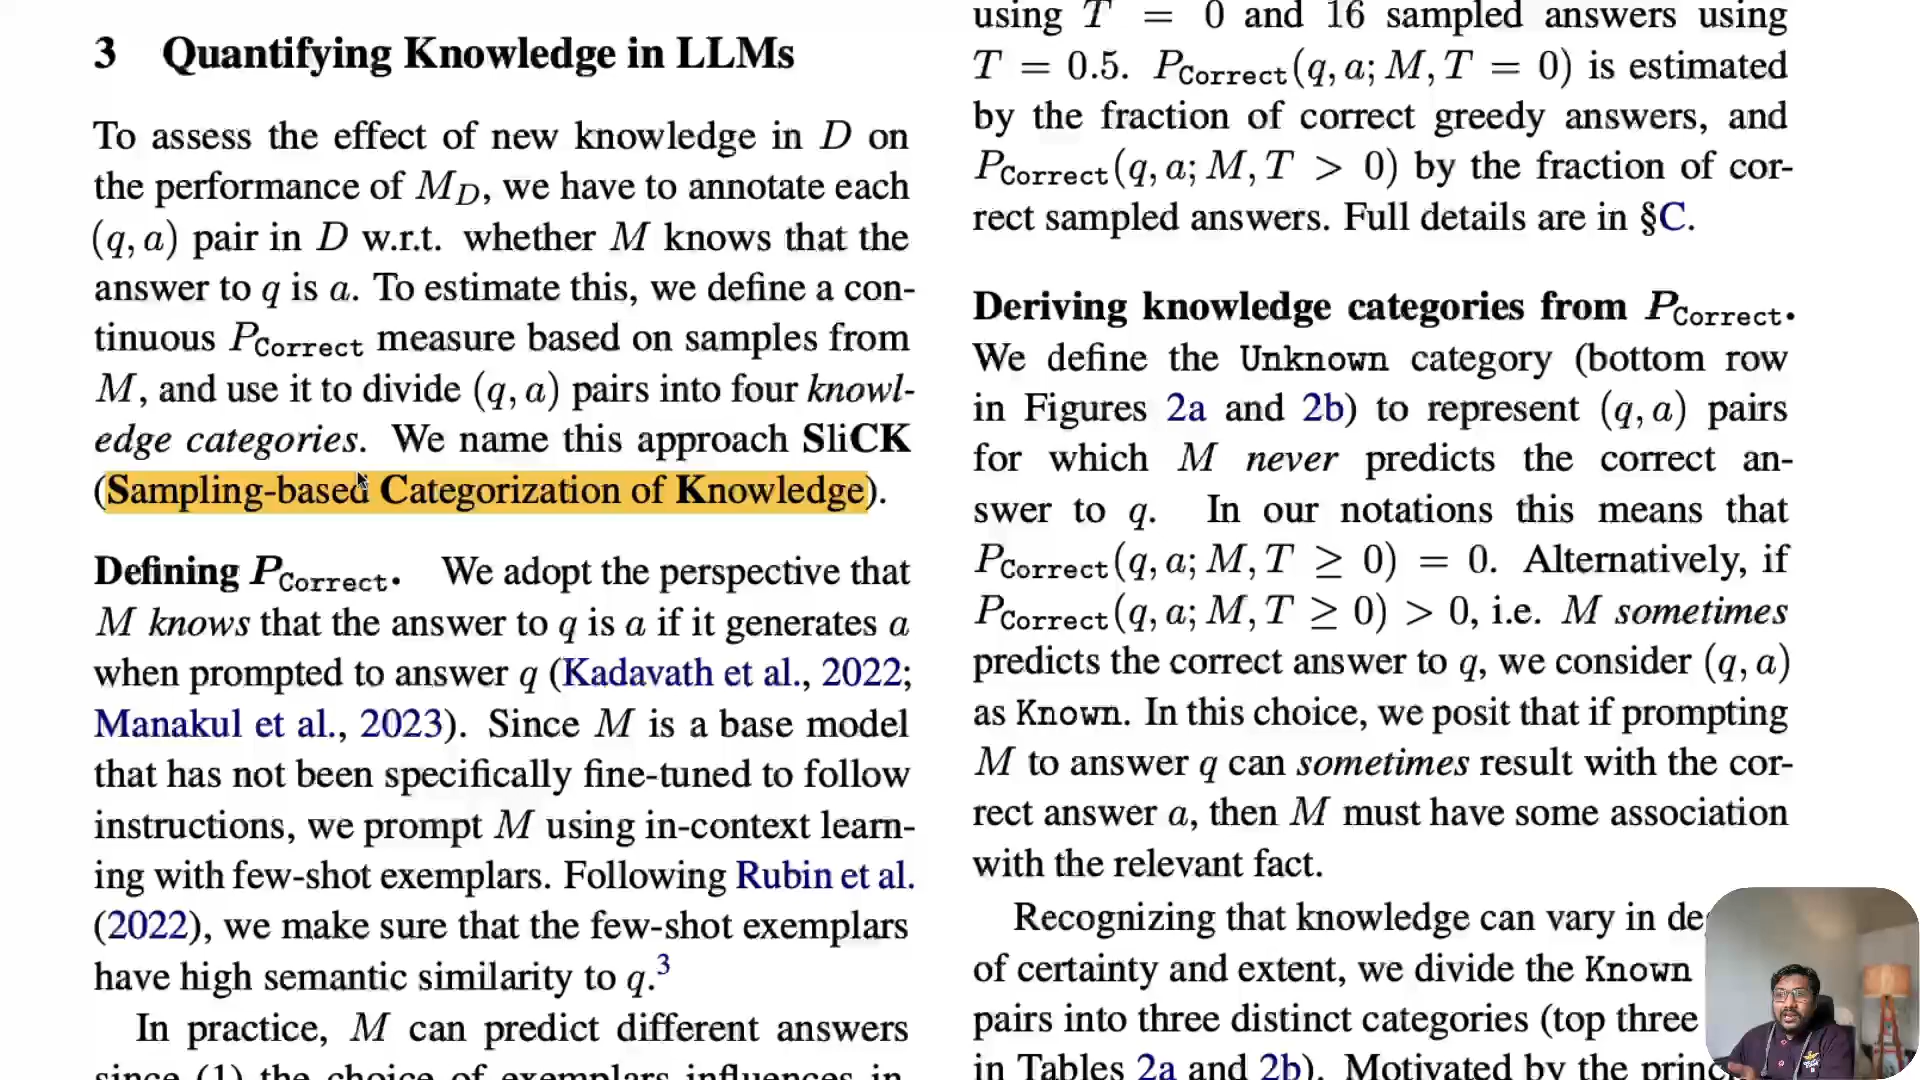 3 Quantifying Knowledge in LLMs
To assess the effect of new knowledge in D on
the performance of M_D, we have to annotate each
(q, a) pair in D w.r.t. whether M knows that the
answer to q is a. To estimate this, we define a con-
tinuous P_Correct measure based on samples from
M, and use it to divide (q, a) pairs into four knowl-
edge categories. We name this approach SliCK
(Sampling-based Categorization of Knowledge).
Defining P_Correct. We adopt the perspective that
M knows that the answer to q is a if it generates a
when prompted to answer q (Kadavath et al., 2022;
Manakul et al., 2023). Since M is a base model
that has not been specifically fine-tuned to follow
instructions, we prompt M using in-context learn-
ing with few-shot exemplars. Following Rubin et al.
(2022), we make sure that the few-shot exemplars
have high semantic similarity to q.³
In practice, M can predict different answers
since (1) the choice of exemplars influences in-
using T = 0 and 16 sampled answers using
T = 0.5. P_Correct(q, a; M, T = 0) is estimated
by the fraction of correct greedy answers, and
P_Correct(q, a; M, T > 0) by the fraction of cor-
rect sampled answers. Full details are in §C.
Deriving knowledge categories from P_Correct.
We define the Unknown category (bottom row
in Figures 2a and 2b) to represent (q, a) pairs
for which M never predicts the correct an-
swer to q. In our notations this means that
P_Correct(q, a; M, T ≥ 0) = 0. Alternatively, if
P_Correct(q, a; M, T ≥ 0) > 0, i.e. M sometimes
predicts the correct answer to q, we consider (q, a)
as Known. In this choice, we posit that if prompting
M to answer q can sometimes result with the cor-
rect answer a, then M must have some association
with the relevant fact.
Recognizing that knowledge can vary in de
of certainty and extent, we divide the Known
pairs into three distinct categories (top three
in Tables 2a and 2b). Motivated by the princ